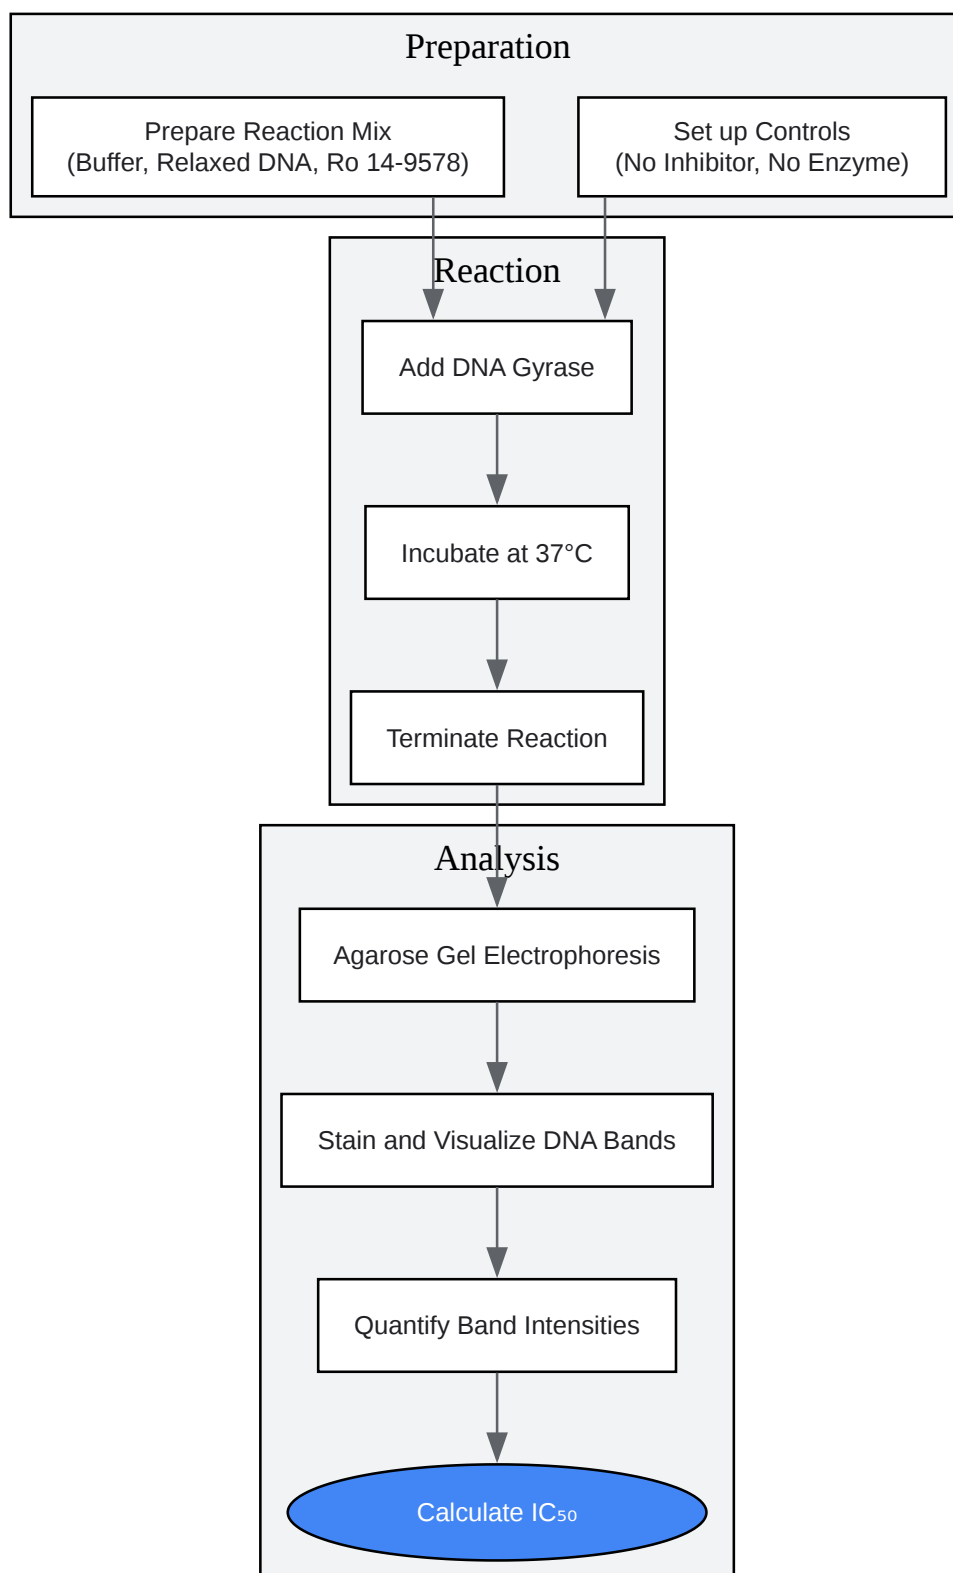 Preparation
Prepare Reaction Mix
(Buffer, Relaxed DNA, Ro 14-9578)
Set up Controls
(No Inhibitor, No Enzyme)
Reaction
Add DNA Gyrase
Incubate at 37°C
Terminate Reaction
Analysis
Agarose Gel Electrophoresis
Stain and Visualize DNA Bands
Quantify Band Intensities
Calculate IC₅₀